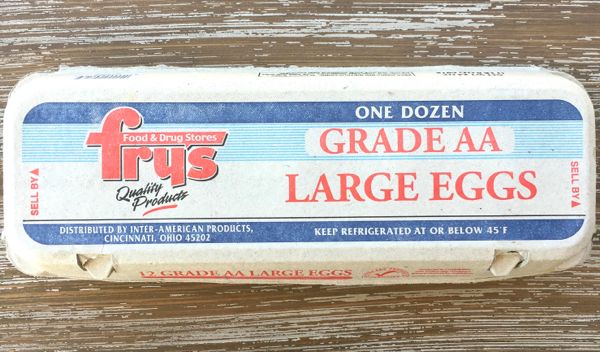 ONE DOZEN
GRADE AA
LARGE EGGS
frys
Food & Drug Stores
Quality
Products
SELL BY
SELL BY
DISTRIBUTED BY INTER-AMERICAN PRODUCTS,
CINCINNATI, OHIO 45202
KEEP REFRIGERATED AT OR BELOW 45°F
12 GRADE AA LARGE EGGS